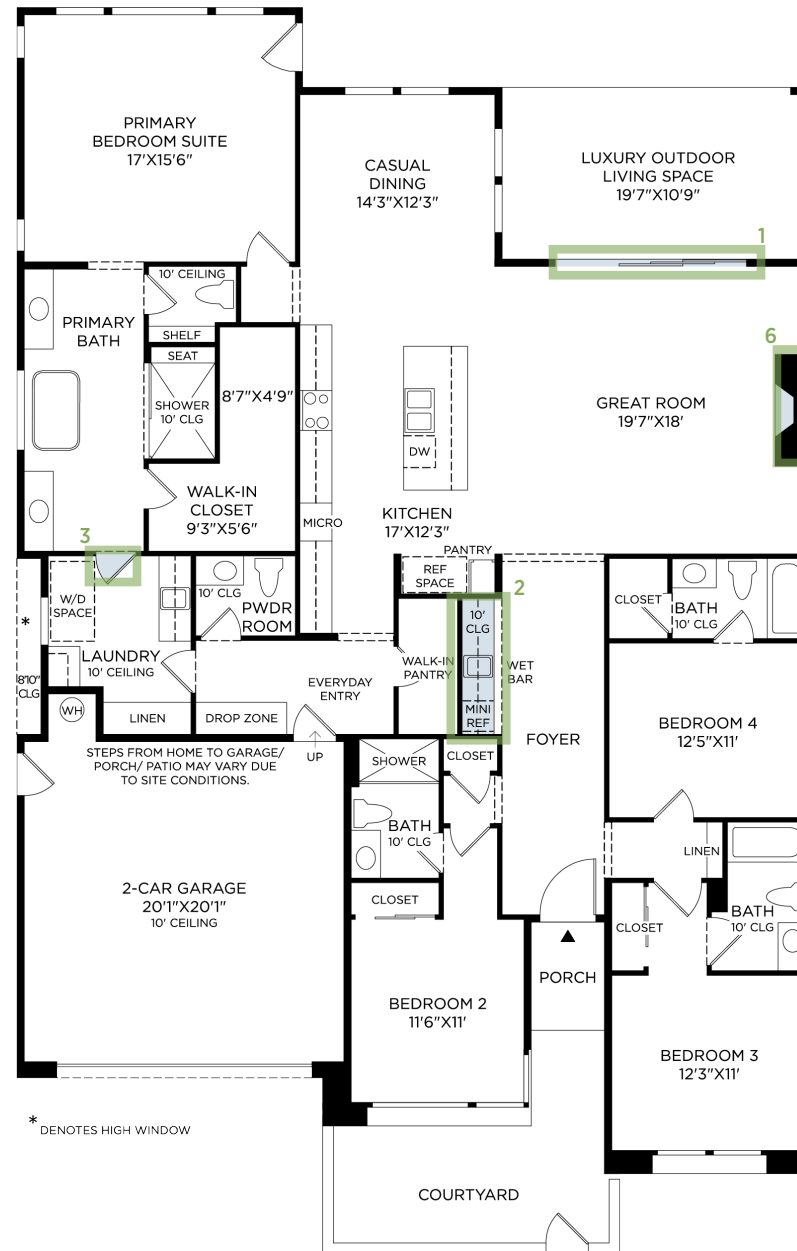 PRIMARY
BEDROOM SUITE
17'X15'6"
CASUAL
DINING
14'3"X12'3"
LUXURY OUTDOOR
LIVING SPACE
19'7"X10'9"
1
10' CEILING
PRIMARY
BATH
SHELF
SEAT
SHOWER
10' CLG
8'7"X4'9"
6
GREAT ROOM
19'7"X18'
DW
WALK-IN
CLOSET
9'3"X5'6"
KITCHEN
17'X12'3"
MICRO
3
PANTRY
REF
SPACE
2
W/D
SPACE
10' CLG
PWDR
ROOM
10'
CLG
CLOSET
BATH
10' CLG
*
LAUNDRY
10' CEILING
8'10"
CLG
WALK-IN
PANTRY
WET
BAR
EVERYDAY
ENTRY
MINI
REF
WH
LINEN
DROP ZONE
FOYER
BEDROOM 4
12'5"X11'
STEPS FROM HOME TO GARAGE/
PORCH/ PATIO MAY VARY DUE
TO SITE CONDITIONS.
UP
SHOWER
CLOSET
BATH
10' CLG
LINEN
2-CAR GARAGE
20'1"X20'1"
10' CEILING
CLOSET
CLOSET
BATH
10' CLG
PORCH
BEDROOM 2
11'6"X11'
BEDROOM 3
12'3"X11'
* DENOTES HIGH WINDOW
COURTYARD